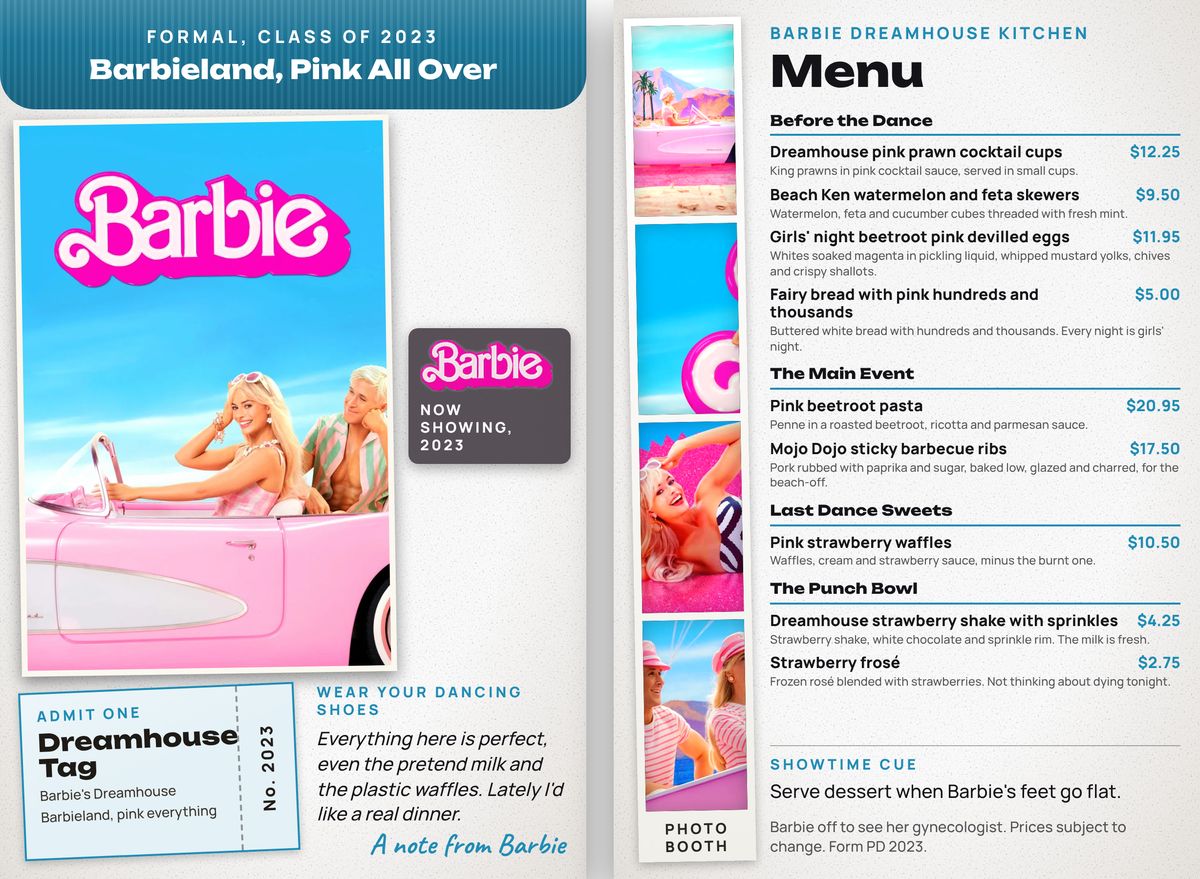 FORMAL, CLASS OF 2023
Barbieland, Pink All Over
Barbie
Barbie
NOW
SHOWING,
2023
ADMIT ONE
Dreamhouse
Tag
Barbie's Dreamhouse
Barbieland, pink everything
No. 2023
WEAR YOUR DANCING
SHOES
Everything here is perfect,
even the pretend milk and
the plastic waffles. Lately I'd
like a real dinner.
A note from Barbie
PHOTO
BOOTH
BARBIE DREAMHOUSE KITCHEN
Menu
Before the Dance
Dreamhouse pink prawn cocktail cups $12.25
King prawns in pink cocktail sauce, served in small cups.
Beach Ken watermelon and feta skewers $9.50
Watermelon, feta and cucumber cubes threaded with fresh mint.
Girls' night beetroot pink devilled eggs $11.95
Whites soaked magenta in pickling liquid, whipped mustard yolks, chives
and crispy shallots.
Fairy bread with pink hundreds and $5.00
thousands
Buttered white bread with hundreds and thousands. Every night is girls'
night.
The Main Event
Pink beetroot pasta $20.95
Penne in a roasted beetroot, ricotta and parmesan sauce.
Mojo Dojo sticky barbecue ribs $17.50
Pork rubbed with paprika and sugar, baked low, glazed and charred, for the
beach-off.
Last Dance Sweets
Pink strawberry waffles $10.50
Waffles, cream and strawberry sauce, minus the burnt one.
The Punch Bowl
Dreamhouse strawberry shake with sprinkles $4.25
Strawberry shake, white chocolate and sprinkle rim. The milk is fresh.
Strawberry frosé $2.75
Frozen rosé blended with strawberries. Not thinking about dying tonight.
SHOWTIME CUE
Serve dessert when Barbie's feet go flat.
Barbie off to see her gynecologist. Prices subject to
change. Form PD 2023.